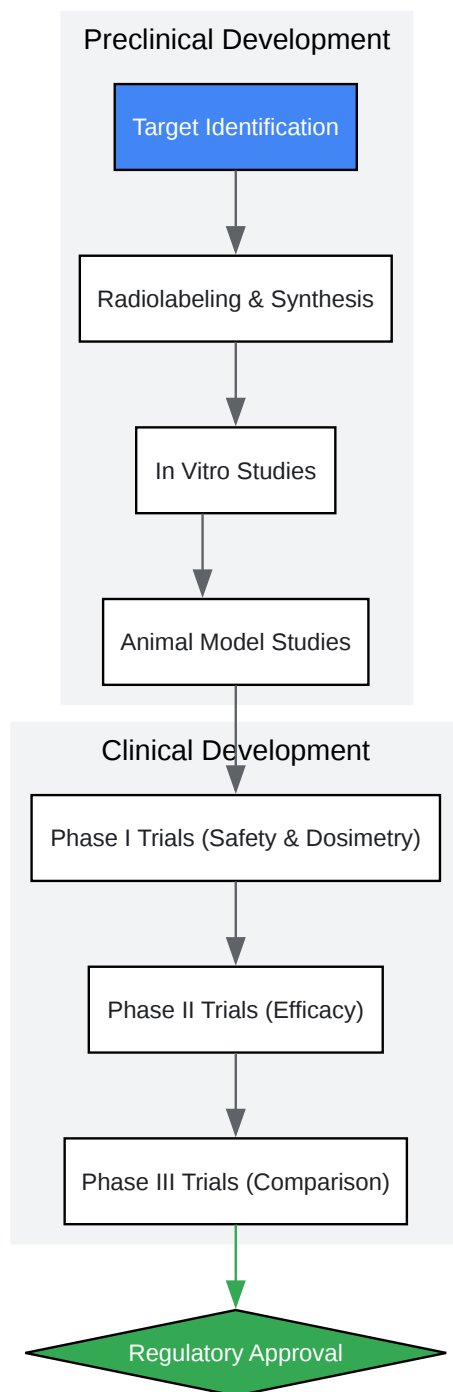 Preclinical Development
Target Identification
Radiolabeling & Synthesis
In Vitro Studies
Animal Model Studies
Clinical Development
Phase I Trials (Safety & Dosimetry)
Phase II Trials (Efficacy)
Phase III Trials (Comparison)
Regulatory Approval